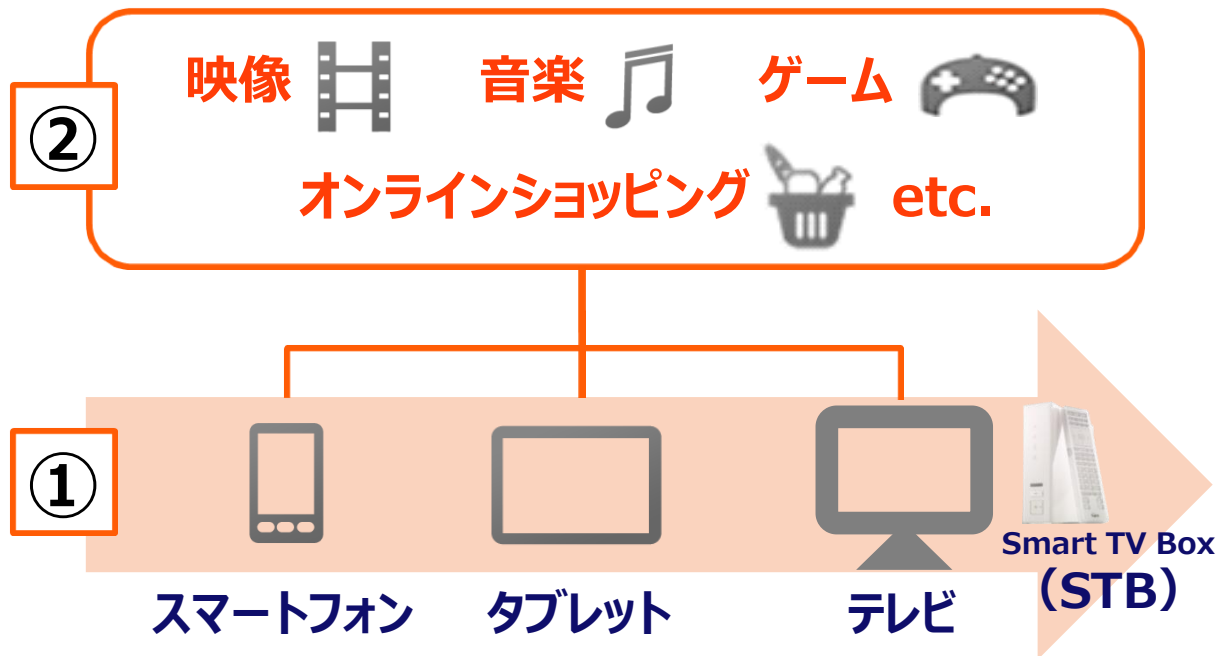 ②
映像
音楽
ゲーム
オンラインショッピング etc.
①
Smart TV Box
（STB）
スマートフォン
タブレット
テレビ